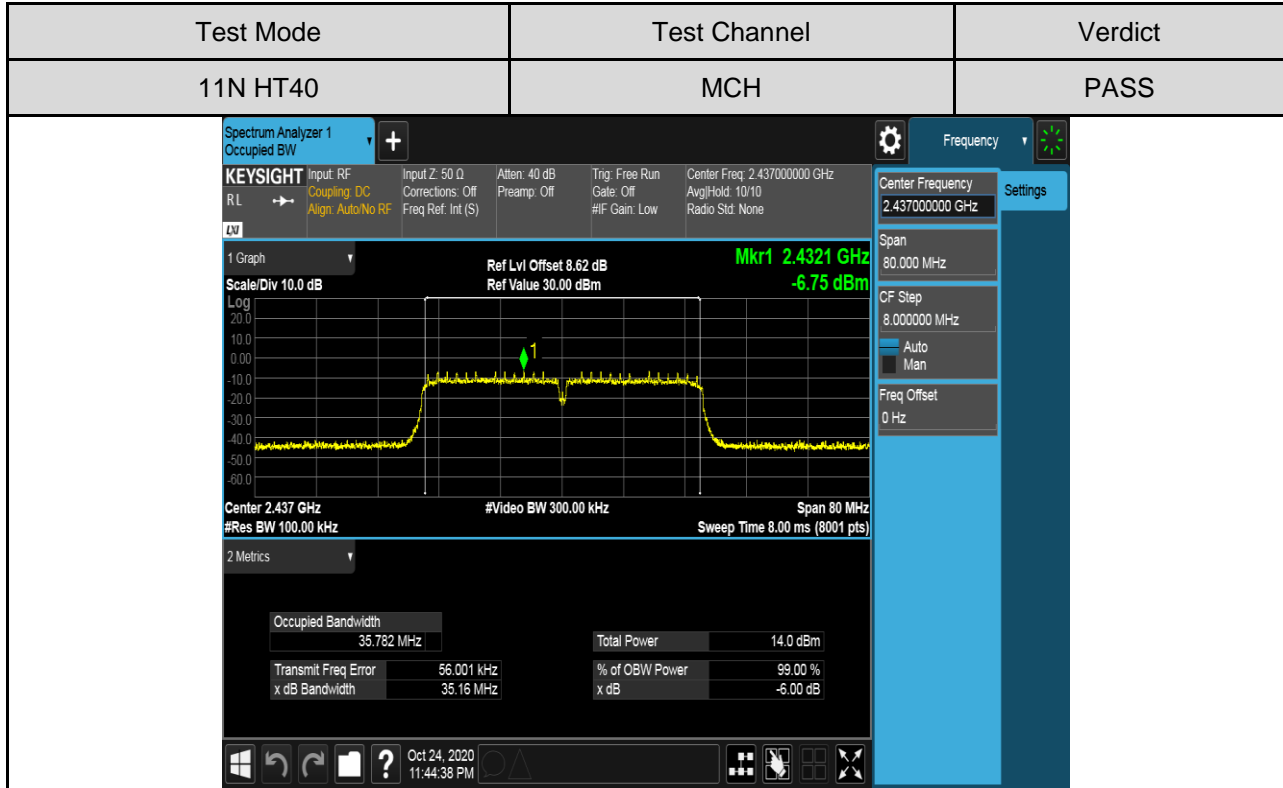 Test Mode Test Channel Verdict
11N HT40 MCH PASS
Spectrum Analyzer 1
Occupied BW
+
Frequency
KEYSIGHT Input: RF Input Z: 50 Ω Atten: 40 dB Trig: Free Run Center Freq: 2.437000000 GHz
RL Coupling: DC Corrections: Off Preamp: Off Gate: Off Avg|Hold: 10/10
Align: Auto/No RF Freq Ref: Int (S) #IF Gain: Low Radio Std: None
LXI
Center Frequency
2.437000000 GHz
Settings
Span
80.000 MHz
CF Step
8.000000 MHz
Auto
Man
Freq Offset
0 Hz
1 Graph Ref Lvl Offset 8.62 dB Mkr1 2.4321 GHz
Scale/Div 10.0 dB Ref Value 30.00 dBm -6.75 dBm
Log
20.0
10.0
0.00
-10.0
-20.0
-30.0
-40.0
-50.0
-60.0
1
Center 2.437 GHz #Video BW 300.00 kHz Span 80 MHz
#Res BW 100.00 kHz Sweep Time 8.00 ms (8001 pts)
2 Metrics
Occupied Bandwidth
35.782 MHz Total Power 14.0 dBm
Transmit Freq Error 56.001 kHz % of OBW Power 99.00 %
x dB Bandwidth 35.16 MHz x dB -6.00 dB
? Oct 24, 2020
11:44:38 PM